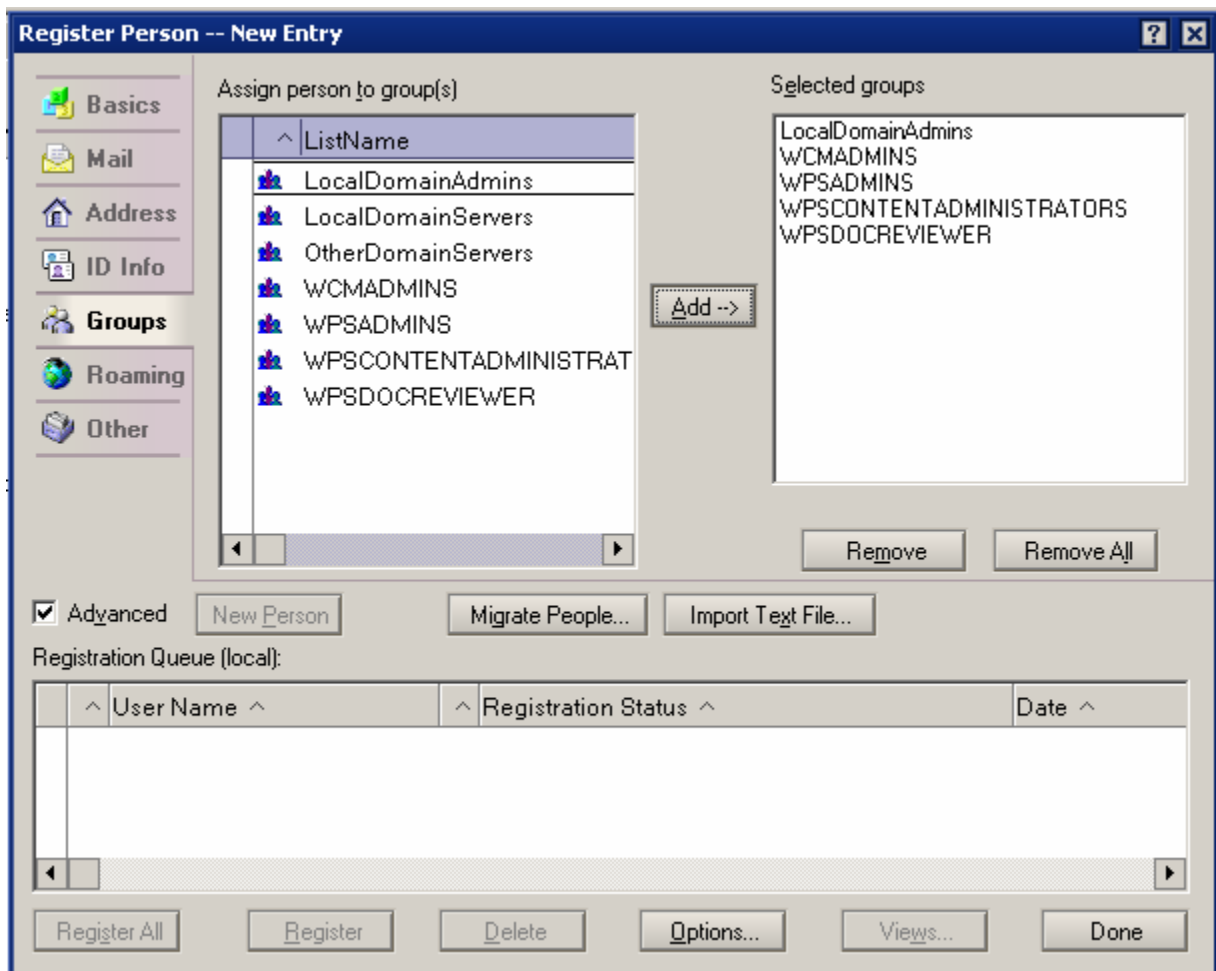 Register Person -- New Entry
Basics
Mail
Address
ID Info
Groups
Roaming
Other
Assign person to group(s)
ListName
LocalDomainAdmins
LocalDomainServers
OtherDomainServers
WCMADMINS
WPSADMINS
WPSCONTENTADMINISTRAT
WPSDOCREVIEWER
Add -->
Selected groups
LocalDomainAdmins
WCMADMINS
WPSADMINS
WPSCONTENTADMINISTRATORS
WPSDOCREVIEWER
Remove
Remove All
Advanced
New Person
Migrate People...
Import Text File...
Registration Queue (local):
User Name
Registration Status
Date
Register All
Register
Delete
Options...
Views...
Done